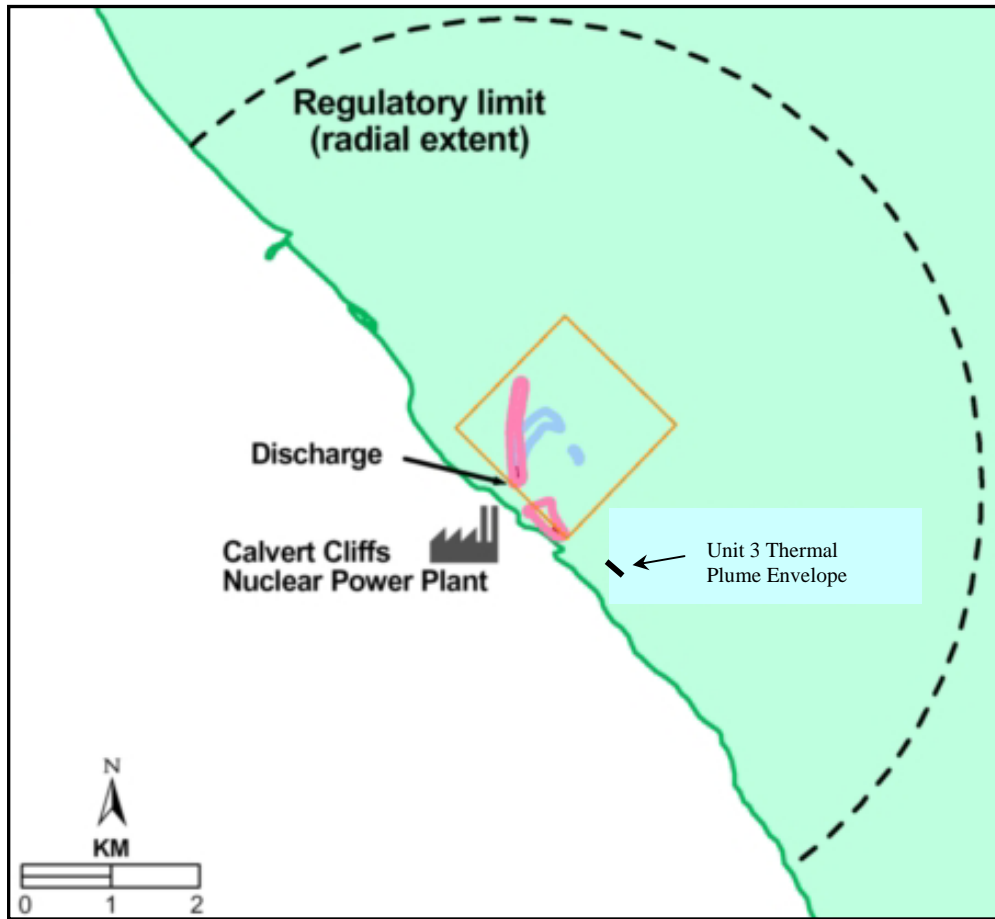 Regulatory limit
(radial extent)
Discharge
Calvert Cliffs
Nuclear Power Plant
Unit 3 Thermal
Plume Envelope
N
KM
0 1 2